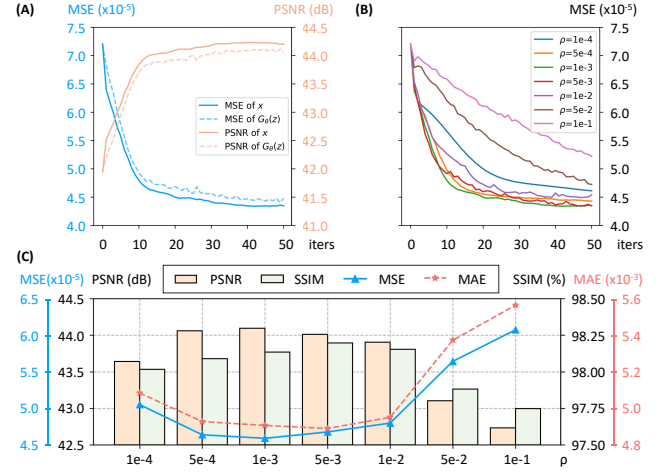 (A) MSE (x10⁻⁵) PSNR (dB)
7.5
7.0
6.5
6.0
5.5
5.0
4.5
4.0
44.5
44.0
43.5
43.0
42.5
42.0
41.5
41.0
MSE of x
MSE of Gθ(z)
PSNR of x
PSNR of Gθ(z)
0 10 20 30 40 50 iters
(B) MSE (x10⁻⁵)
7.5
7.0
6.5
6.0
5.5
5.0
4.5
4.0
ρ=1e-4
ρ=5e-4
ρ=1e-3
ρ=5e-3
ρ=1e-2
ρ=5e-2
ρ=1e-1
0 10 20 30 40 50 iters
(C)
MSE(x10⁻⁵) PSNR (dB) PSNR SSIM MSE MAE SSIM (%) MAE (x10⁻³)
6.5 44.5 98.50 5.6
6.0 44.0 98.25 5.4
5.5 43.5 98.00 5.2
5.0 43.0 97.75 5.0
4.5 42.5 97.50 4.8
1e-4 5e-4 1e-3 5e-3 1e-2 5e-2 1e-1 ρ